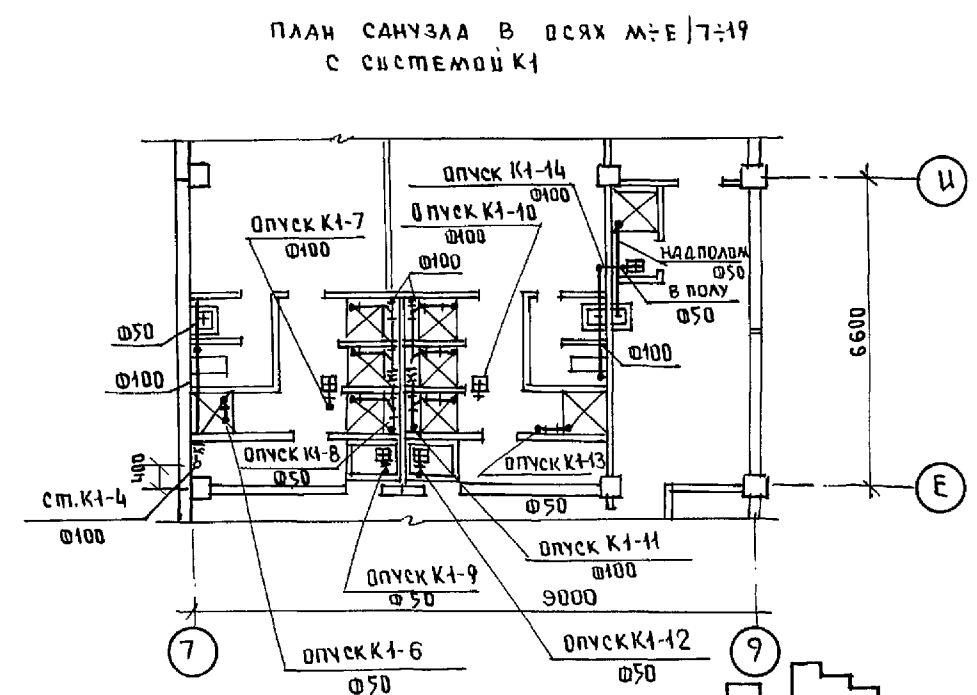 ПЛАН САНУЗЛА В ОСЯХ М÷Е/7÷19
С СИСТЕМОЙ К1
ОПУСК К1-14
Ф100
И
ОПУСК К1-7
Ф100
ОПУСК К1-10
Ф100
Ф100
НАД ПОЛОМ
Ф50
В ПОЛУ
Ф50
Ф50
Ф100
6600
Ф100
К1
К1
К1
400
ОПУСК К1-8
Ф50
ОПУСК К1-13
Ф50
СТ.К1-4
Ф100
Е
ОПУСК К1-11
Ф100
ОПУСК К1-9
Ф50
9000
7
ОПУСК К1-6
Ф50
ОПУСК К1-12
Ф50
9